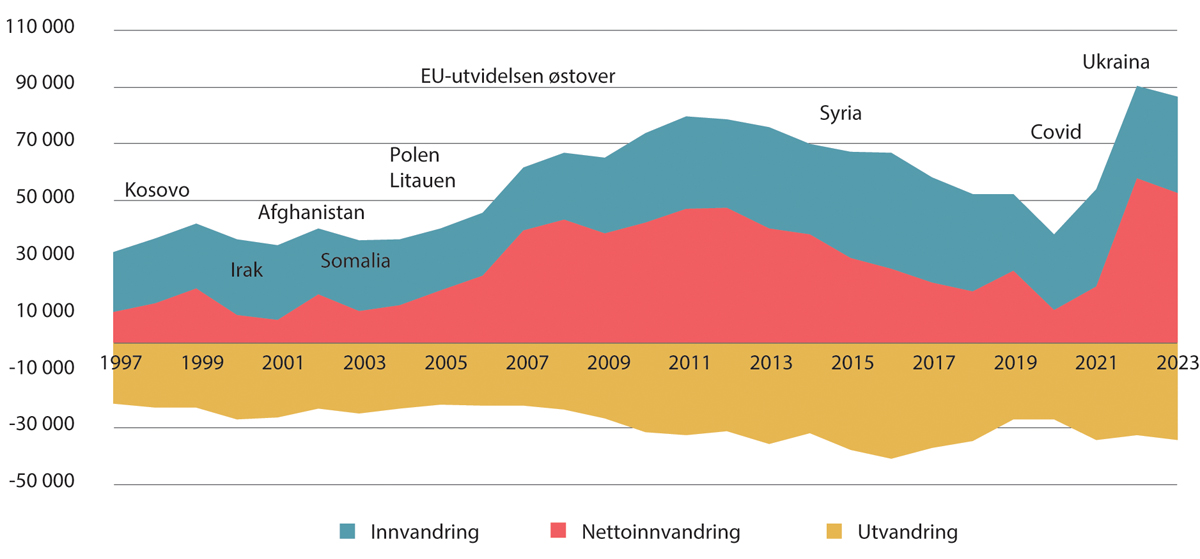 110 000
90 000
70 000
50 000
30 000
10 000
-10 000
-30 000
-50 000
Kosovo
Irak
Afghanistan
Somalia
Polen
Litauen
EU-utvidelsen østover
Syria
Covid
Ukraina
1997 1999 2001 2003 2005 2007 2009 2011 2013 2015 2017 2019 2021 2023
Innvandring Nettoinnvandring Utvandring